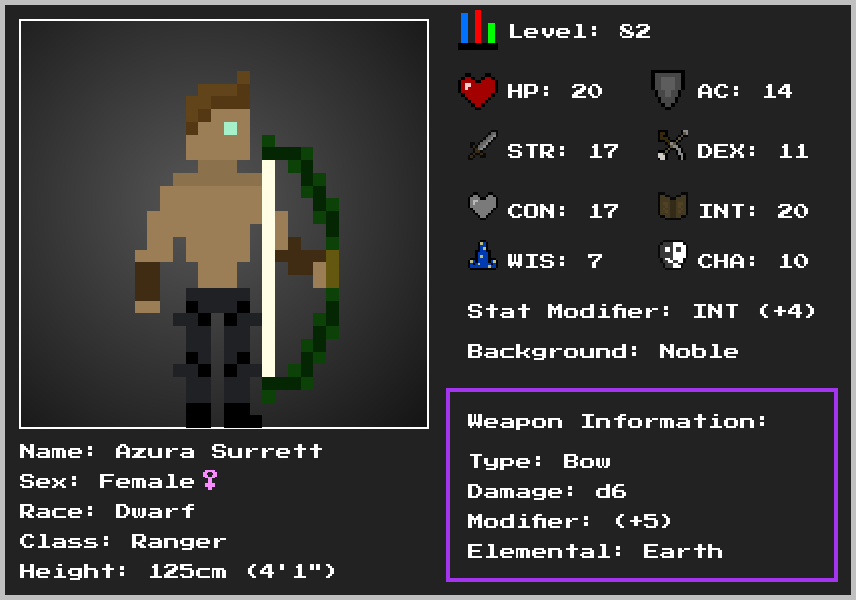 Level: 82
HP: 20
AC: 14
STR: 17
DEX: 11
CON: 17
INT: 20
WIS: 7
CHA: 10
Stat Modifier: INT (+4)
Background: Noble
Name: Azura Surrett
Sex: Female♀
Race: Dwarf
Class: Ranger
Height: 125cm (4'1")
Weapon Information:
Type: Bow
Damage: d6
Modifier: (+5)
Elemental: Earth